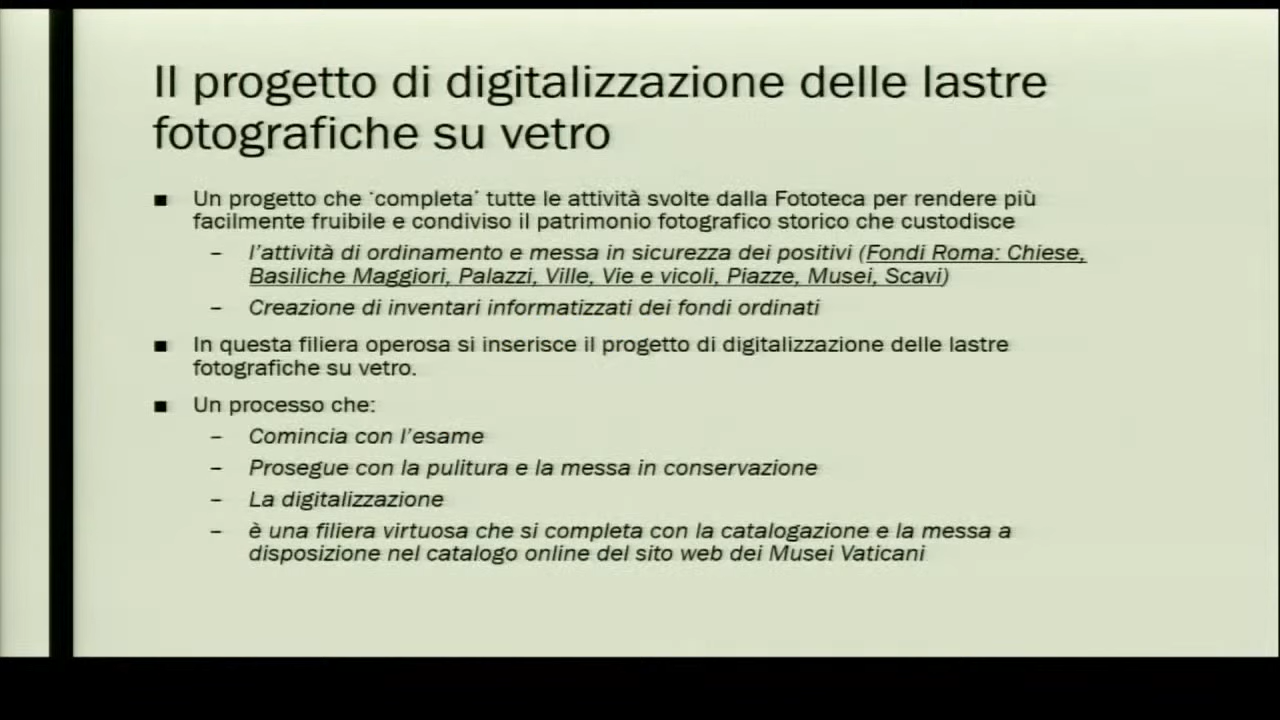 Il progetto di digitalizzazione delle lastre
fotografiche su vetro
■ Un progetto che ‘completa’ tutte le attività svolte dalla Fototeca per rendere più
facilmente fruibile e condiviso il patrimonio fotografico storico che custodisce
– l’attività di ordinamento e messa in sicurezza dei positivi (Fondi Roma: Chiese,
Basiliche Maggiori, Palazzi, Ville, Vie e vicoli, Piazze, Musei, Scavi)
– Creazione di inventari informatizzati dei fondi ordinati
■ In questa filiera operosa si inserisce il progetto di digitalizzazione delle lastre
fotografiche su vetro.
■ Un processo che:
– Comincia con l’esame
– Prosegue con la pulitura e la messa in conservazione
– La digitalizzazione
– è una filiera virtuosa che si completa con la catalogazione e la messa a
disposizione nel catalogo online del sito web dei Musei Vaticani